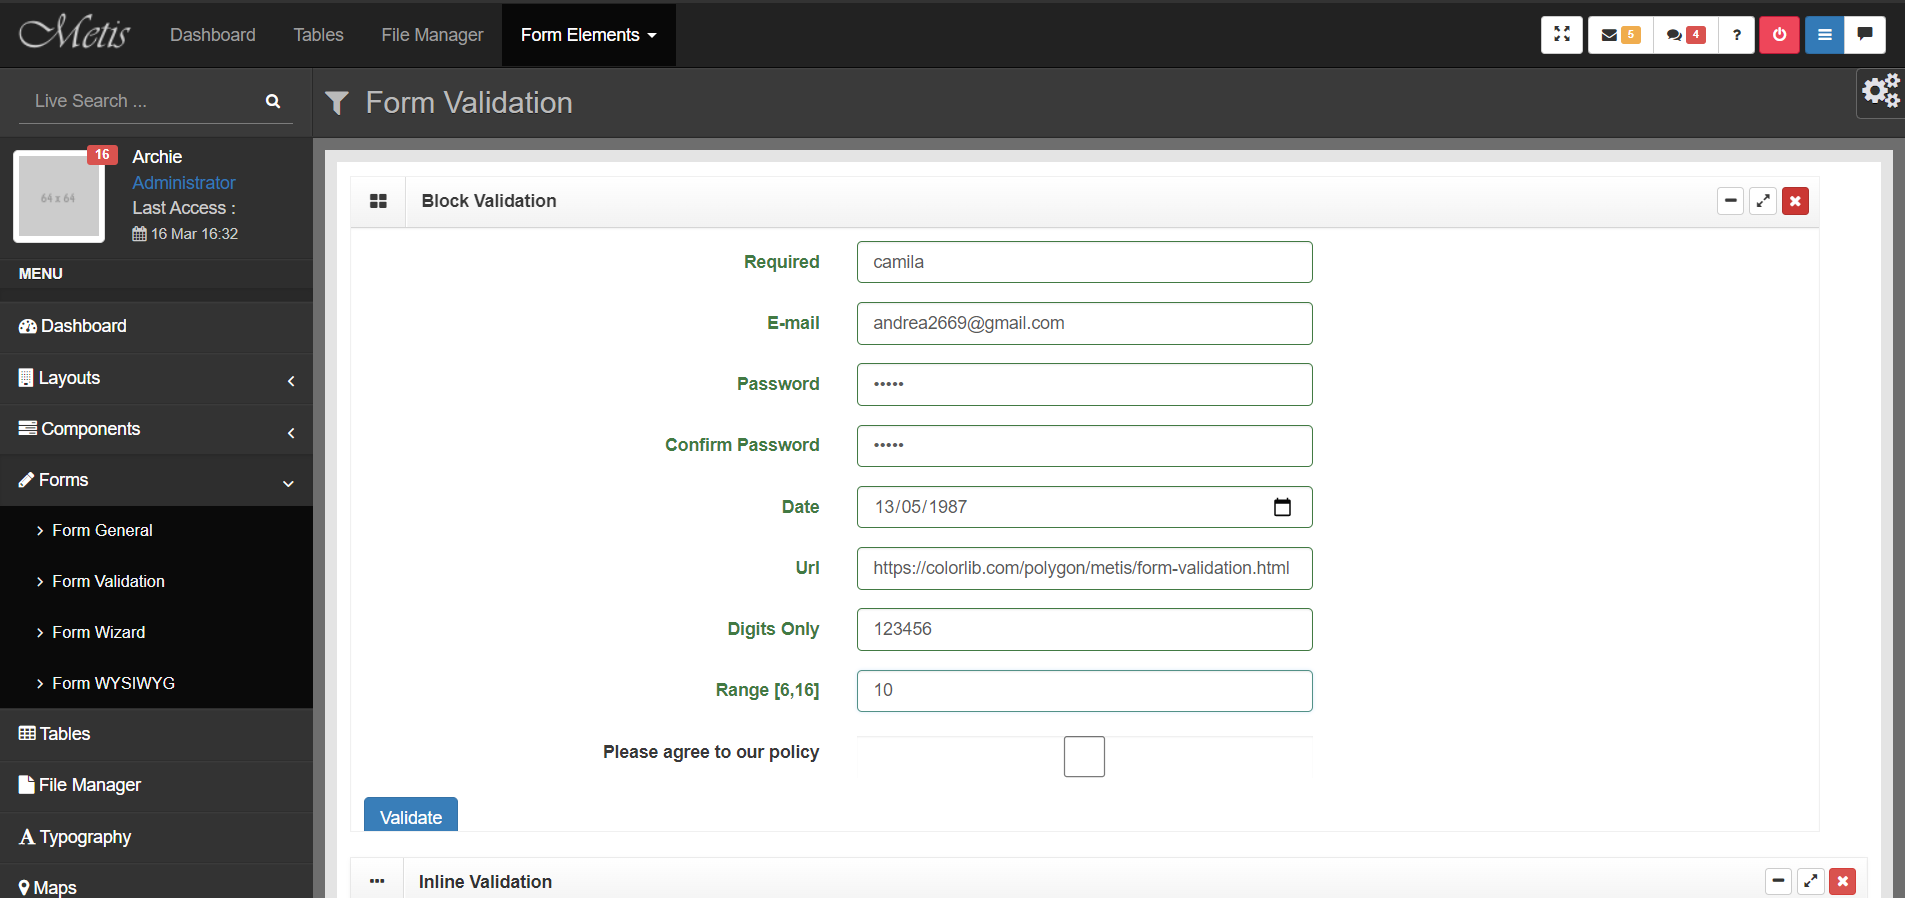 Metis
Dashboard
Tables
File Manager
Form Elements
5
4
?
Live Search ...
Form Validation
64 x 64
16
Archie
Administrator
Last Access :
16 Mar 16:32
MENU
Dashboard
Layouts
Components
Forms
Form General
Form Validation
Form Wizard
Form WYSIWYG
Tables
File Manager
Typography
Maps
Block Validation
Required
camila
E-mail
andrea2669@gmail.com
Password
•••••
Confirm Password
•••••
Date
13/05/1987
Url
https://colorlib.com/polygon/metis/form-validation.html
Digits Only
123456
Range [6,16]
10
Please agree to our policy
Validate
Inline Validation